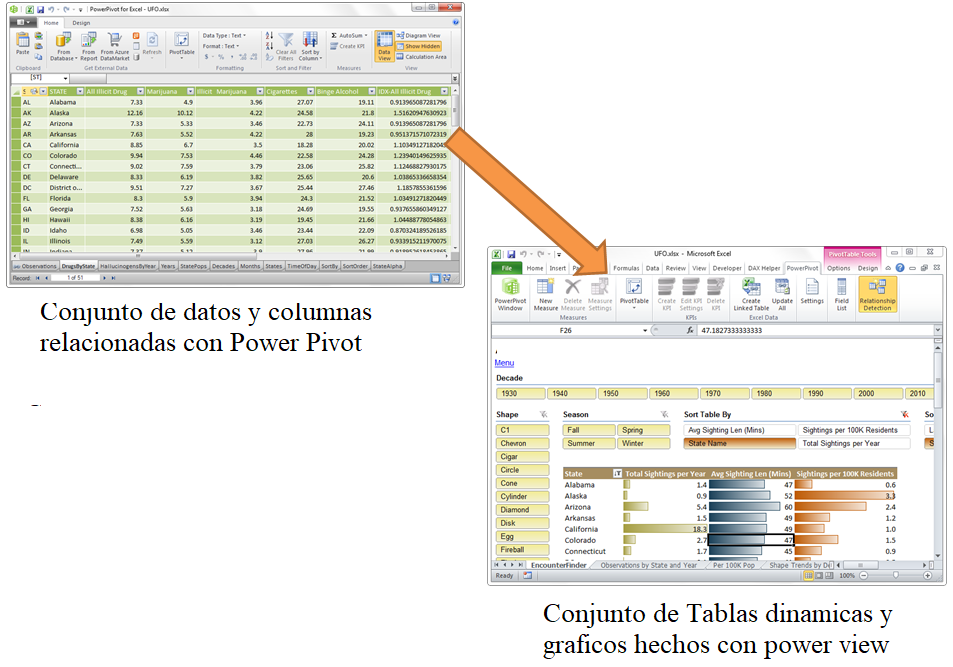 PowerPivot for Excel - UFO.xlsx
Home Design
Data Type : Text
Format : Text
Paste
From Database
From Report
From Azure DataMarket
Refresh
PivotTable
Clear All Filters
Sort by Column
AutoSum
Create KPI
Data View
Diagram View
Show Hidden
Calculation Area
Clipboard Get External Data Formatting Sort and Filter Measures View
[ST]
STATE All Illicit Drug Marijuana Illicit Marijuana Cigarettes Binge Alcohol IDX-All Illicit Drug
AL Alabama 7.33 4.9 3.96 27.07 19.11 0.913965087281796
AK Alaska 12.16 10.12 4.22 24.58 21.8 1.51620947630923
AZ Arizona 7.33 5.33 3.46 22.73 24.11 0.913965087281796
AR Arkansas 7.63 5.52 4.22 28 19.23 0.951371571072319
CA California 8.85 6.7 3.5 18.28 20.02 1.10349127182045
CO Colorado 9.94 7.53 4.46 22.58 24.28 1.23940149625935
CT Connecti... 9.02 7.59 3.79 23.06 25.82 1.12468827930175
DE Delaware 8.33 6.19 3.82 25.65 20.6 1.03865336658354
DC District o... 9.51 7.27 3.67 25.44 27.46 1.1857855361596
FL Florida 8.3 5.9 3.94 24.3 21.52 1.03491271820449
GA Georgia 7.52 5.63 3.18 24.69 19.55 0.937655860349127
HI Hawaii 8.38 6.16 3.19 19.45 21.66 1.04488778054863
ID Idaho 6.98 5.05 3.46 23.44 22.09 0.870324189526185
IL Illinois 7.49 5.59 3.12 27.03 26.27 0.933915211970075
Observations DrugsByState HallucinogensByYear Years StatePops Decades Months States TimeOfDay SortBy SortOrder StateAlpha
Record: 1 of 51
Conjunto de datos y columnas
relacionadas con Power Pivot
UFO.xlsx - Microsoft Excel
PivotTable Tools
File Home Insert Formulas Data Review View Developer DAX Helper PowerPivot Options Design
PowerPivot Window
New Measure
Delete Measure
Measure Settings
PivotTable
Create KPI
Edit KPI Settings
Delete KPI
Create Linked Table
Update All
Settings
Field List
Relationship Detection
Measures KPIs Excel Data
F26 fx 47.1827333333333
Menu
Decade
1930 1940 1950 1960 1970 1980 1990 2000 2010
Shape Season Sort Table By So
C1 Fall Spring Avg Sighting Len (Mins) Sightings per 100K Residents
Chevron Summer Winter State Name Total Sightings per Year
Cigar
Circle
Cone
Cylinder
Diamond
Disk
Egg
Fireball
State Total Sightings per Year Avg Sighting Len (Mins) Sightings per 100K Residents
Alabama 1.4 47 0.6
Alaska 0.9 52 3.3
Arizona 5.4 60 2.4
Arkansas 1.5 49 1.2
California 18.3 49 1.0
Colorado 2.7 47 1.5
Connecticut 1.7 45 0.9
EncounterFinder Observations by State and Year Per 100K Pop Shape Trends by De
Ready 100%
Conjunto de Tablas dinamicas y
graficos hechos con power view